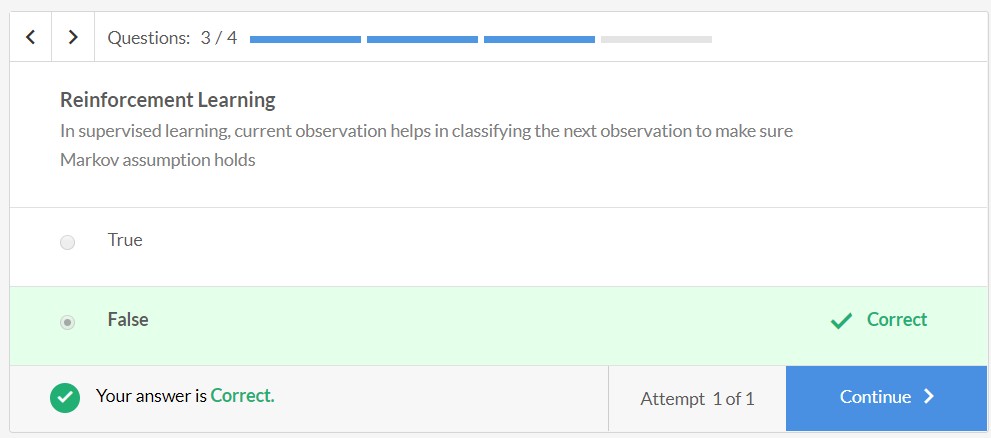 Questions: 3 / 4
Reinforcement Learning
In supervised learning, current observation helps in classifying the next observation to make sure
Markov assumption holds
True
False Correct
Your answer is Correct. Attempt 1 of 1 Continue